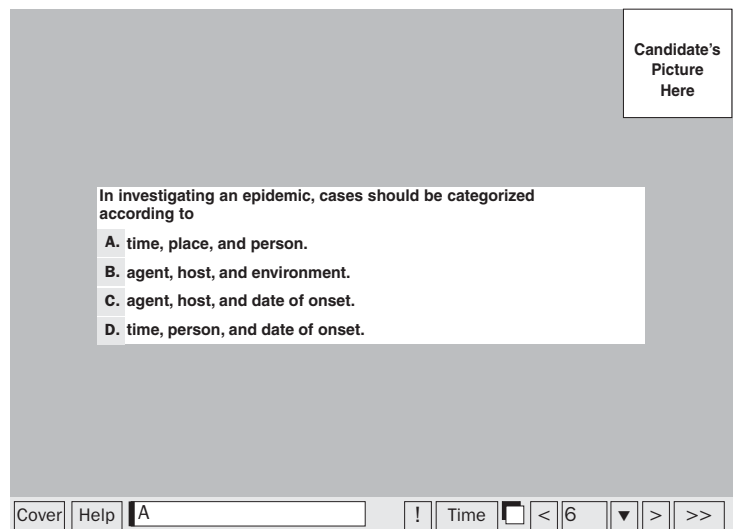 Candidate's
Picture
Here
In investigating an epidemic, cases should be categorized
according to
A. time, place, and person.
B. agent, host, and environment.
C. agent, host, and date of onset.
D. time, person, and date of onset.
Cover Help A ! Time < 6 ▼ > >>